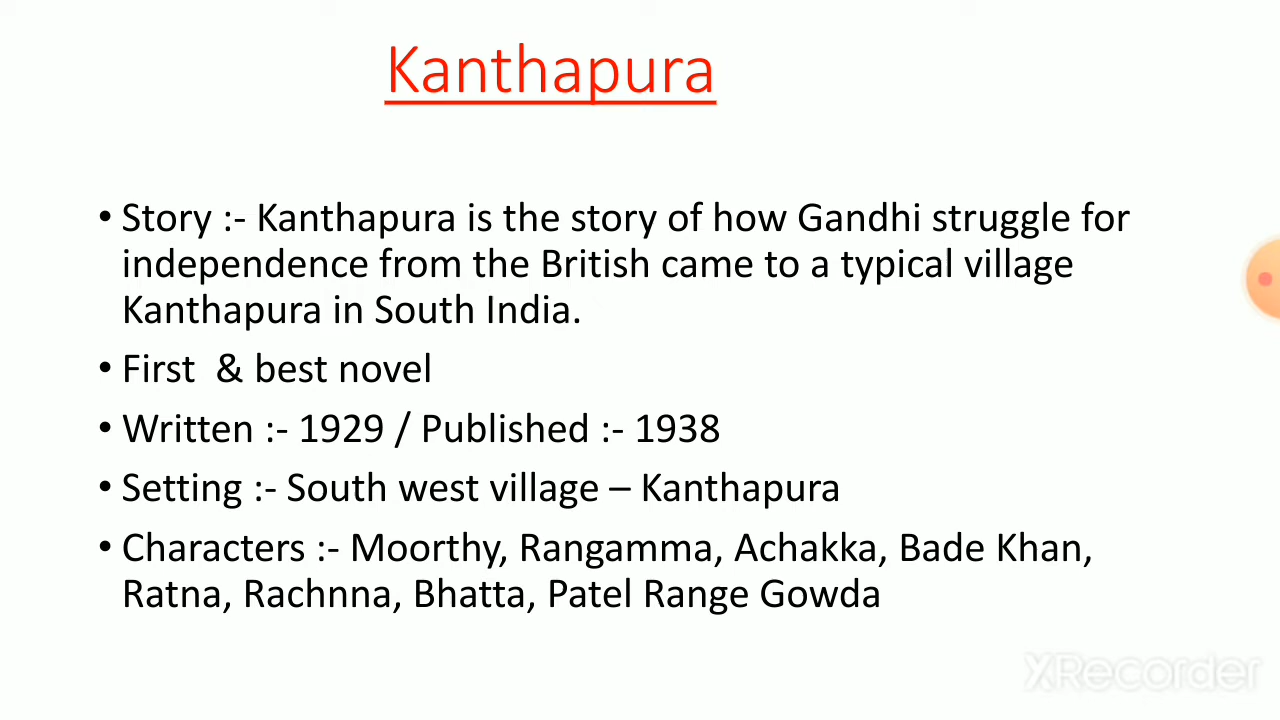 Kanthapura
• Story :- Kanthapura is the story of how Gandhi struggle for
independence from the British came to a typical village
Kanthapura in South India.
• First & best novel
• Written :- 1929 / Published :- 1938
• Setting :- South west village – Kanthapura
• Characters :- Moorthy, Rangamma, Achakka, Bade Khan,
Ratna, Rachnna, Bhatta, Patel Range Gowda
XRecorder